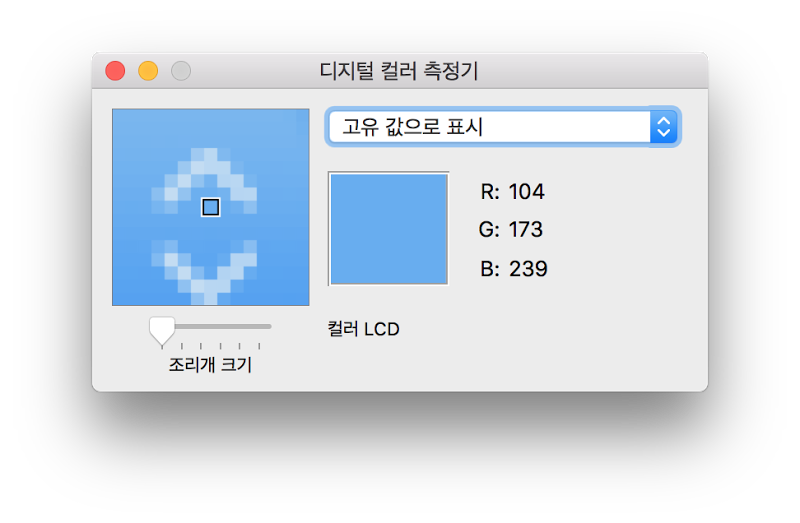 디지털 컬러 측정기
고유 값으로 표시
R: 104
G: 173
B: 239
컬러 LCD
조리개 크기